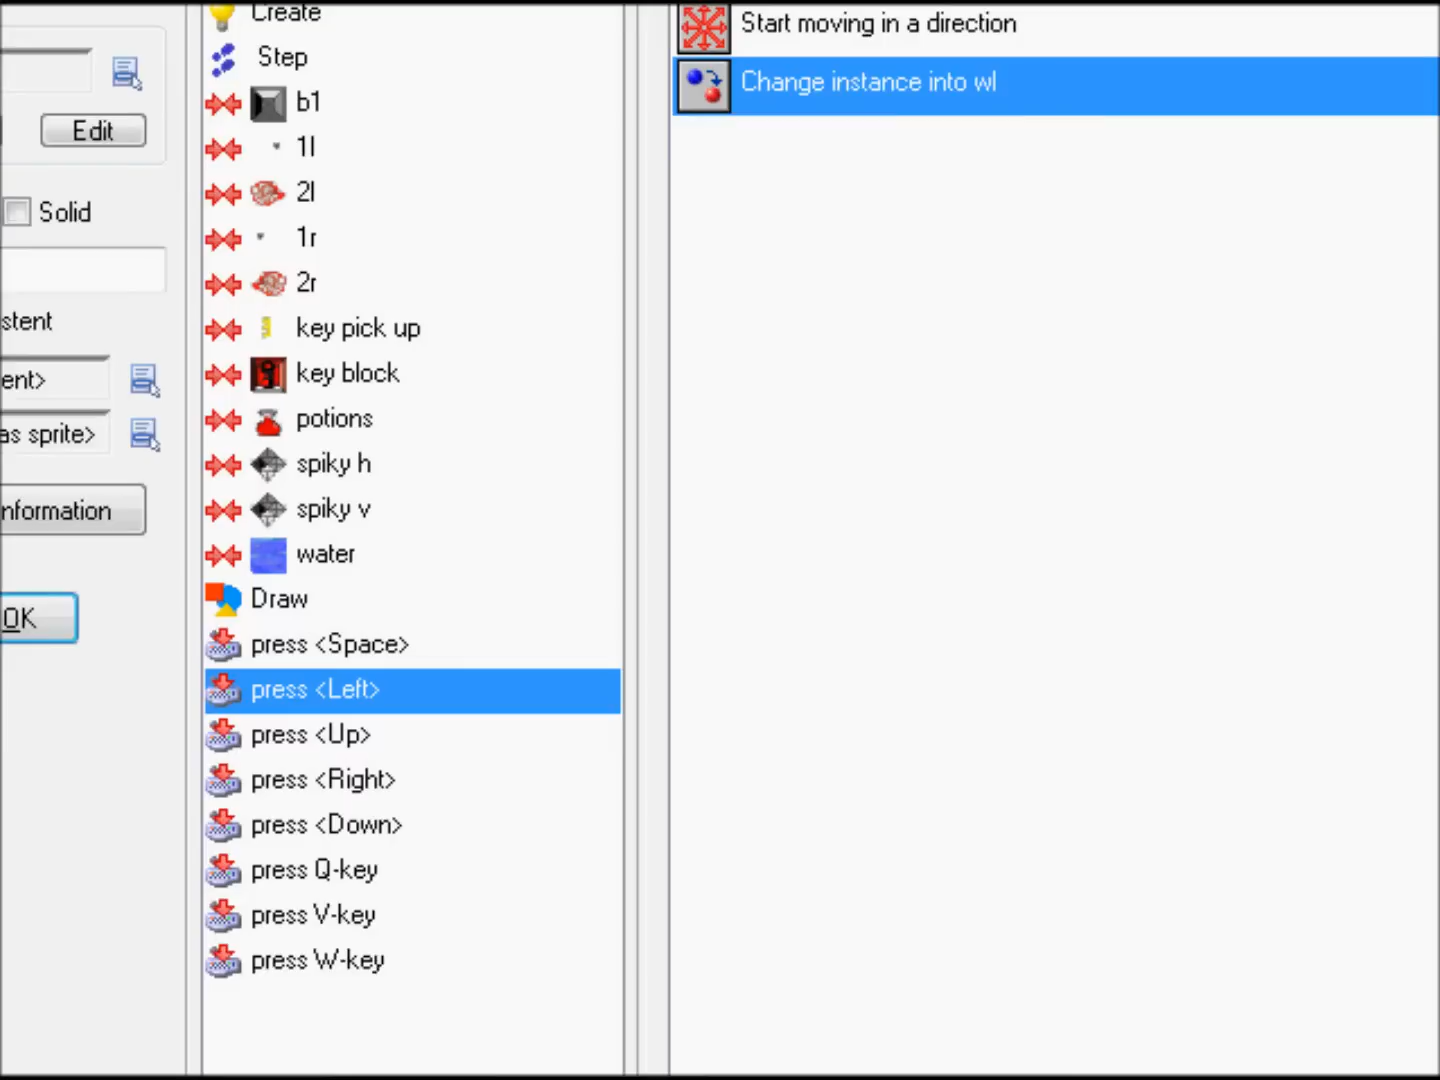 Edit
Solid
stent
ent>
as sprite>
nformation
OK
Create
Step
b1
1l
2l
1r
2r
key pick up
key block
potions
spiky h
spiky v
water
Draw
press <Space>
press <Left>
press <Up>
press <Right>
press <Down>
press Q-key
press V-key
press W-key
Start moving in a direction
Change instance into wl